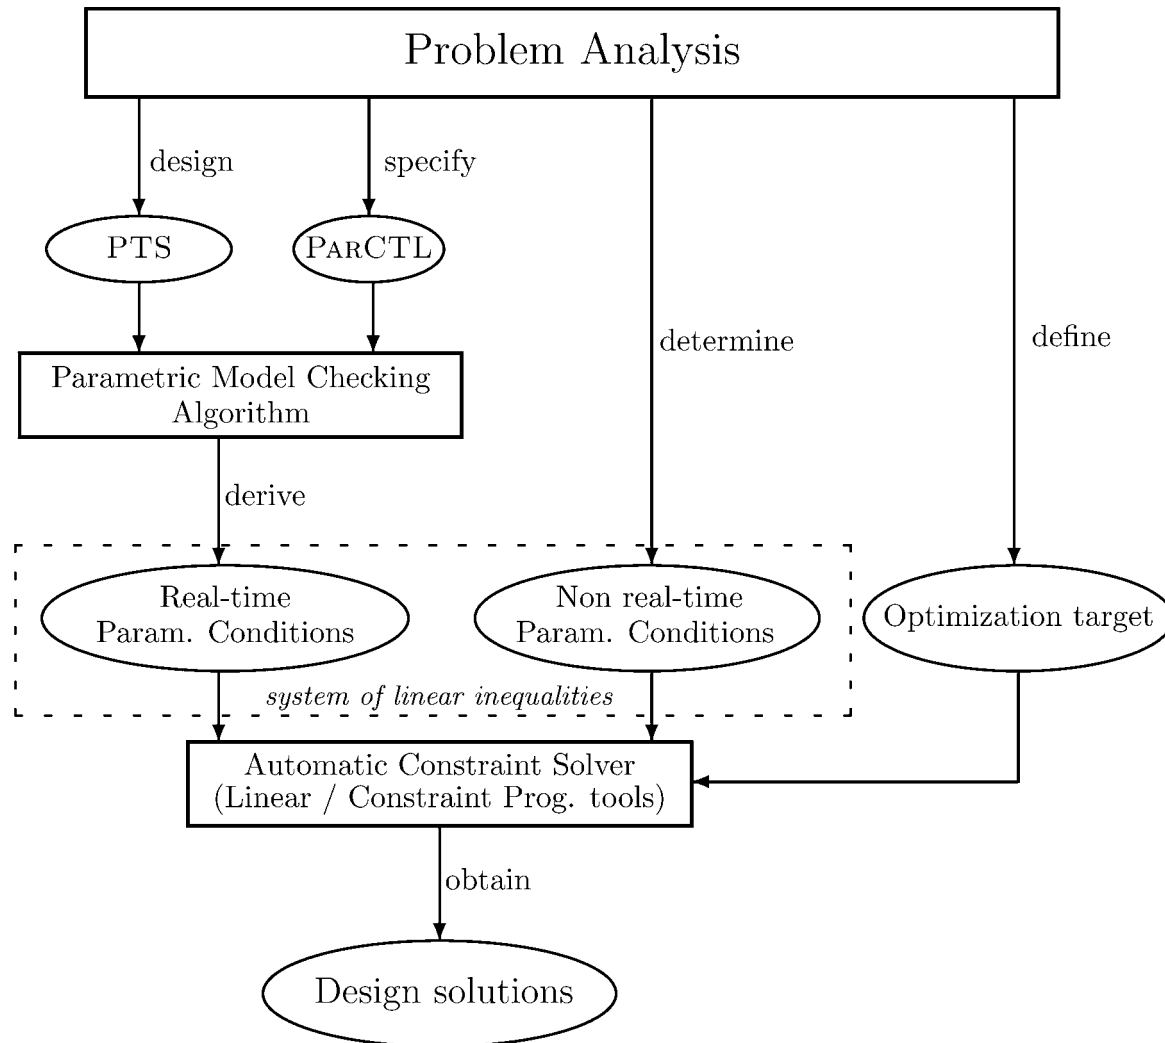 Problem Analysis
design
specify
PTS
PARCTL
determine
define
Parametric Model Checking
Algorithm
derive
Real-time
Param. Conditions
Non real-time
Param. Conditions
Optimization target
system of linear inequalities
Automatic Constraint Solver
(Linear / Constraint Prog. tools)
obtain
Design solutions